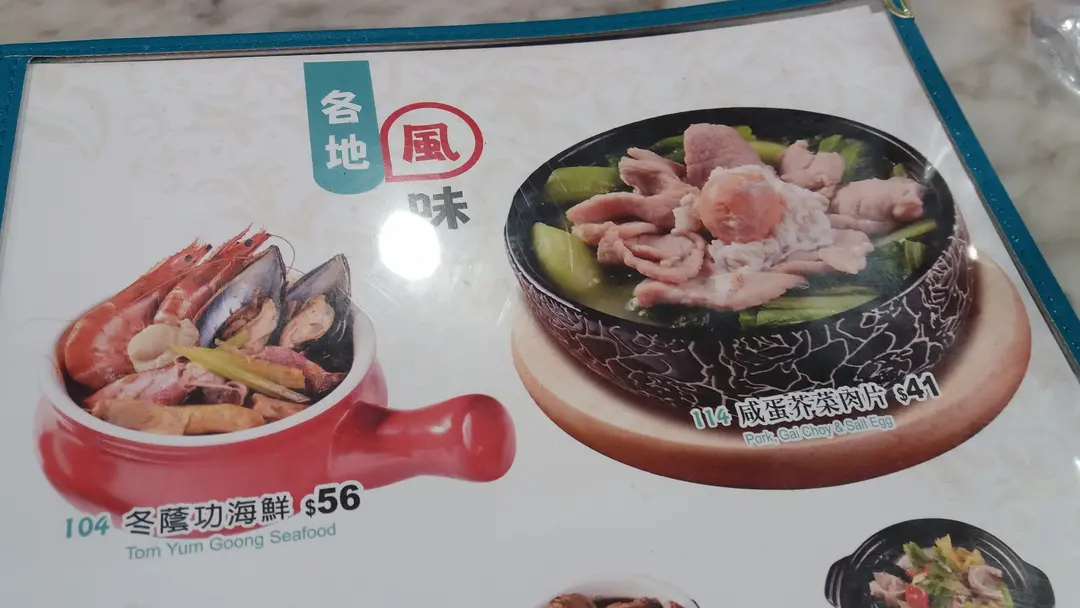 各地
風
味
114 咸蛋芥菜肉片 $41
Pork, Gai Choy & Salt Egg
104 冬蔭功海鮮 $56
Tom Yum Goong Seafood